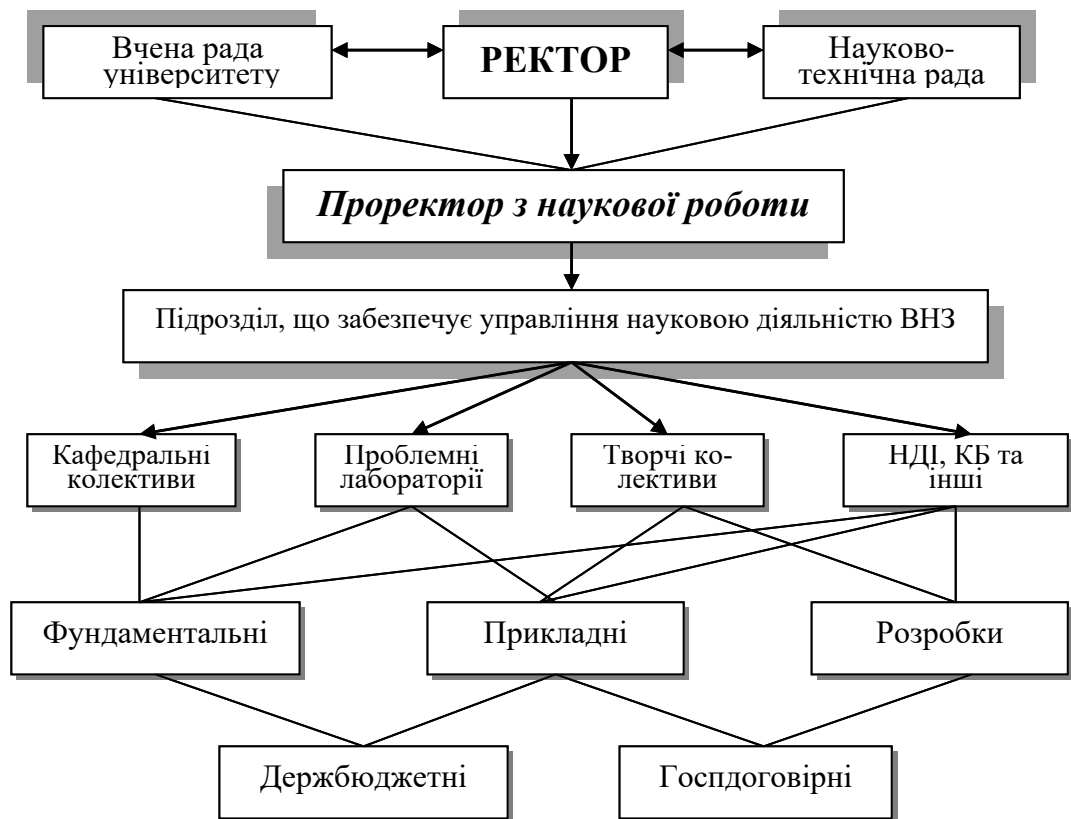 Вчена рада
університету
РЕКТОР
Науково-
технічна рада
Проректор з наукової роботи
Підрозділ, що забезпечує управління науковою діяльністю ВНЗ
Кафедральні
колективи
Проблемні
лабораторії
Творчі ко-
лективи
НДІ, КБ та
інші
Фундаментальні
Прикладні
Розробки
Держбюджетні
Госпдоговірні